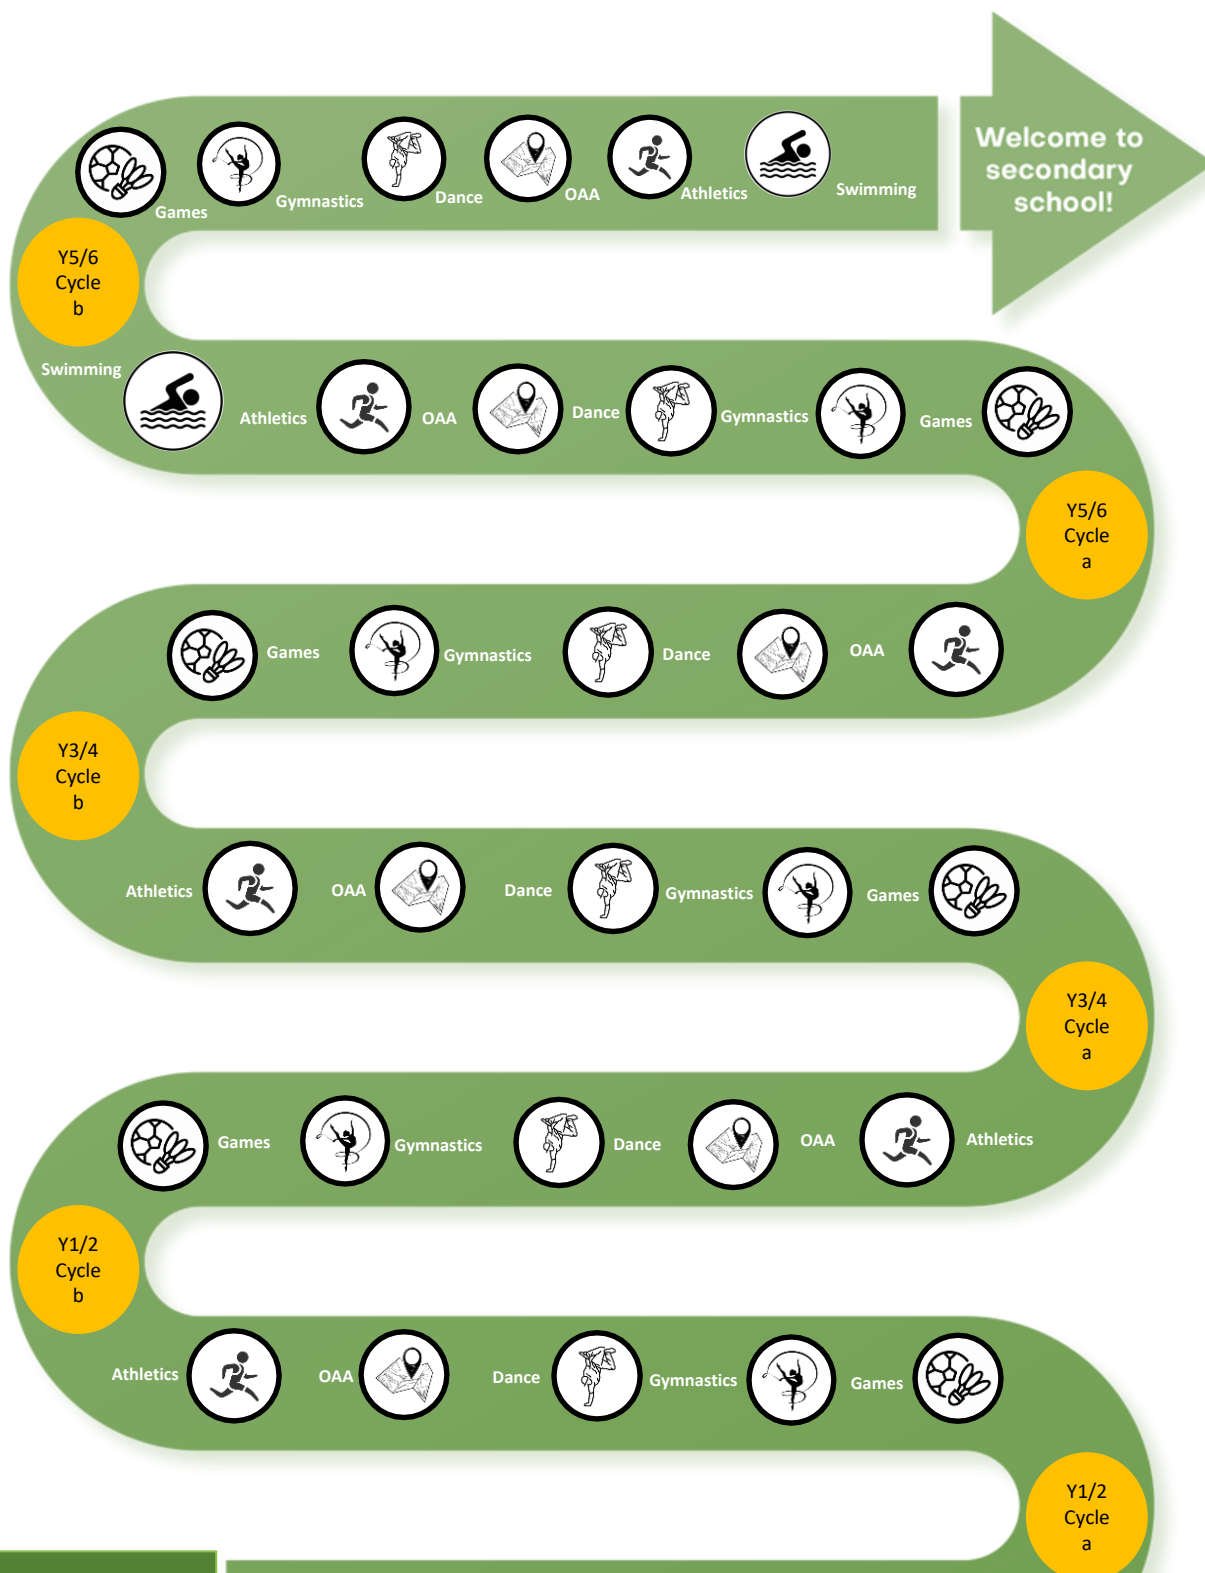 Welcome to
secondary
school!
Games
Gymnastics
Dance
OAA
Athletics
Swimming
Y5/6
Cycle
b
Swimming
Athletics
OAA
Dance
Gymnastics
Games
Y5/6
Cycle
a
Games
Gymnastics
Dance
OAA
Y3/4
Cycle
b
Athletics
OAA
Dance
Gymnastics
Games
Y3/4
Cycle
a
Games
Gymnastics
Dance
OAA
Athletics
Y1/2
Cycle
b
Athletics
OAA
Dance
Gymnastics
Games
Y1/2
Cycle
a